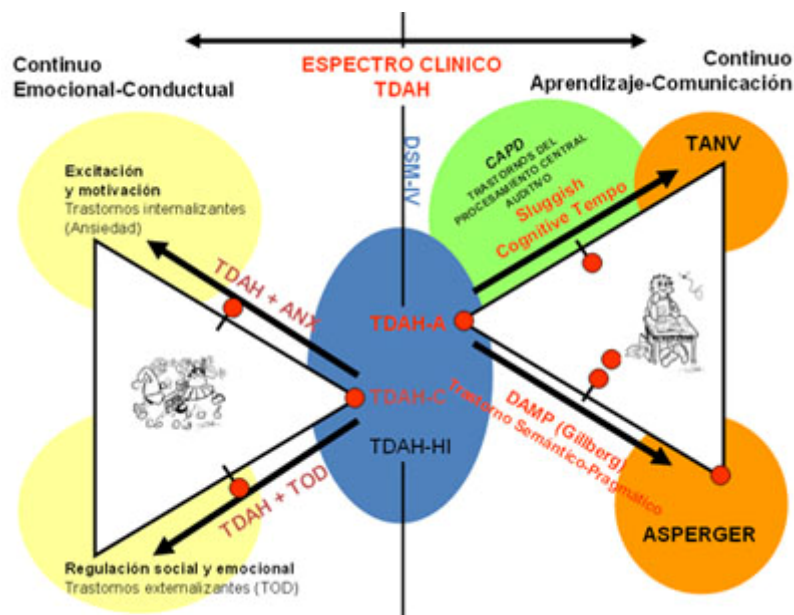 Continuo
Emocional-Conductual
ESPECTRO CLINICO
TDAH
Continuo
Aprendizaje-Comunicación
DSM-IV
Excitación
y motivación
Trastornos internalizantes
(Ansiedad)
CAPD
TRASTORNOS DEL
PROCESAMIENTO CENTRAL
AUDITIVO
Sluggish
Cognitive Tempo
TANV
TDAH + ANX
TDAH-A
TDAH-C
TDAH-HI
TDAH + TOD
DAMP (Gillberg)
Trastorno Semántico-Pragmático
ASPERGER
Regulación social y emocional
Trastornos externalizantes (TOD)